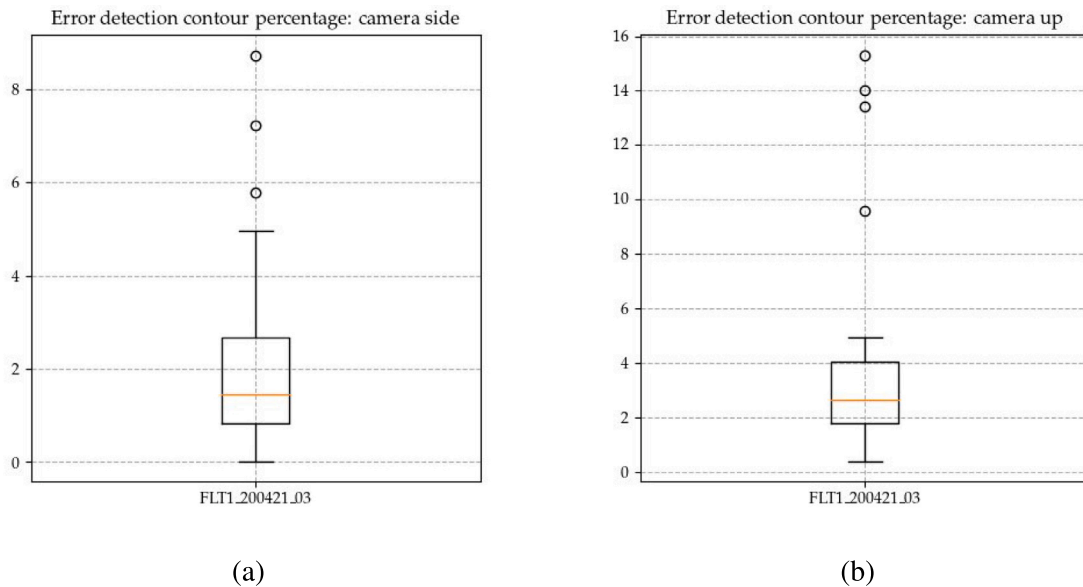 Error detection contour percentage: camera side
8
6
4
2
0
FLT1_200421_03
(a)
Error detection contour percentage: camera up
16
14
12
10
8
6
4
2
0
FLT1_200421_03
(b)